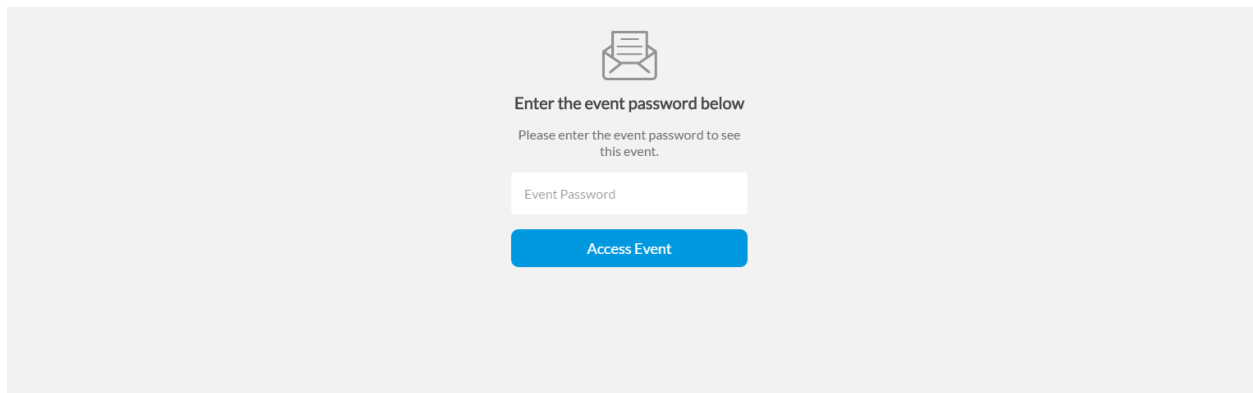 Enter the event password below
Please enter the event password to see
this event.
Event Password
Access Event